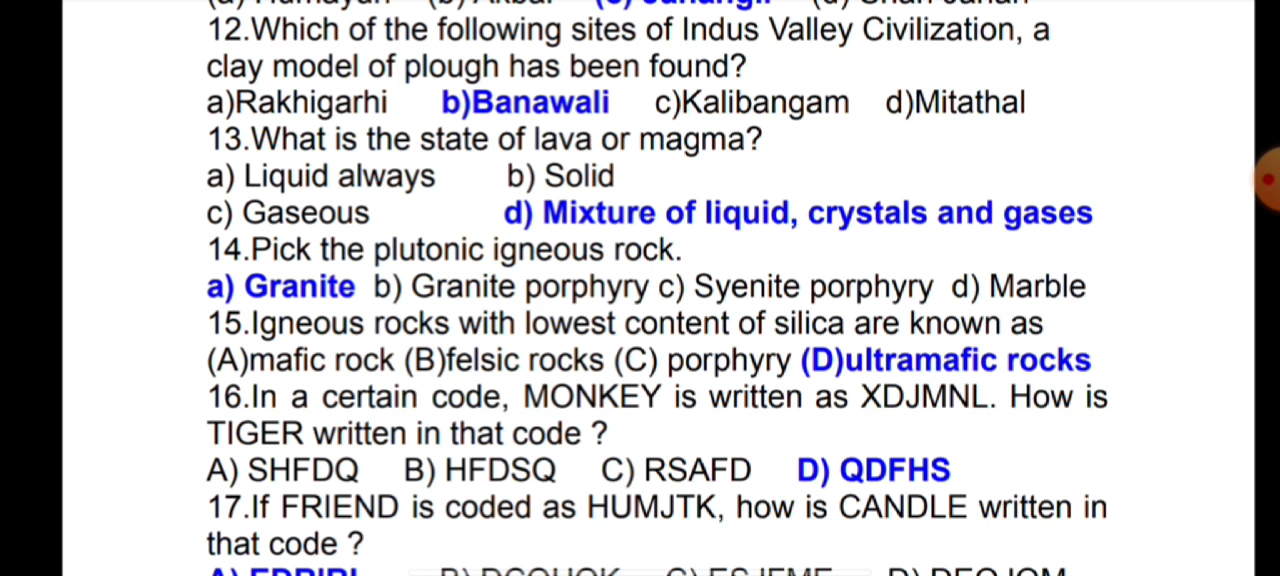 12.Which of the following sites of Indus Valley Civilization, a
clay model of plough has been found?
a)Rakhigarhi b)Banawali c)Kalibangam d)Mitathal
13.What is the state of lava or magma?
a) Liquid always b) Solid
c) Gaseous d) Mixture of liquid, crystals and gases
14.Pick the plutonic igneous rock.
a) Granite b) Granite porphyry c) Syenite porphyry d) Marble
15.Igneous rocks with lowest content of silica are known as
(A)mafic rock (B)felsic rocks (C) porphyry (D)ultramafic rocks
16.In a certain code, MONKEY is written as XDJMNL. How is
TIGER written in that code ?
A) SHFDQ B) HFDSQ C) RSAFD D) QDFHS
17.If FRIEND is coded as HUMJTK, how is CANDLE written in
that code ?